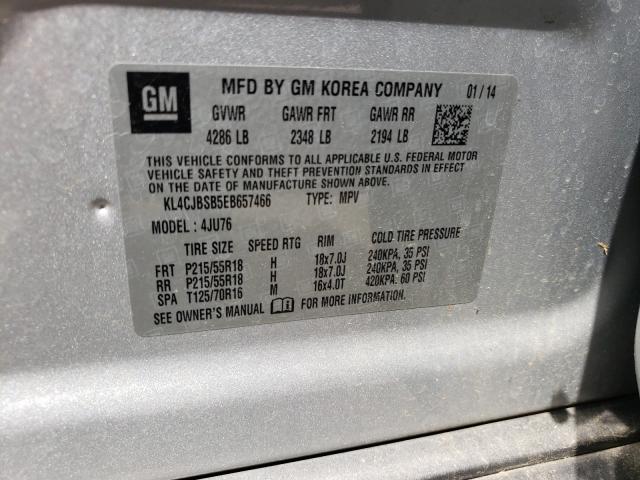 GM MFD BY GM KOREA COMPANY 01/14
GVWR GAWR FRT GAWR RR
4286 LB 2348 LB 2194 LB
THIS VEHICLE CONFORMS TO ALL APPLICABLE U.S. FEDERAL MOTOR
VEHICLE SAFETY AND THEFT PREVENTION STANDARDS IN EFFECT
ON THE DATE OF MANUFACTURE SHOWN ABOVE.
KL4CJBSB5EB657466 TYPE: MPV
MODEL: 4JU76
TIRE SIZE SPEED RTG RIM COLD TIRE PRESSURE
FRT P215/55R18 H 18x7.0J 240KPA, 35 PSI
RR P215/55R18 H 18x7.0J 240KPA, 35 PSI
SPA T125/70R16 M 16x4.0T 420KPA, 60 PSI
SEE OWNER'S MANUAL FOR MORE INFORMATION.